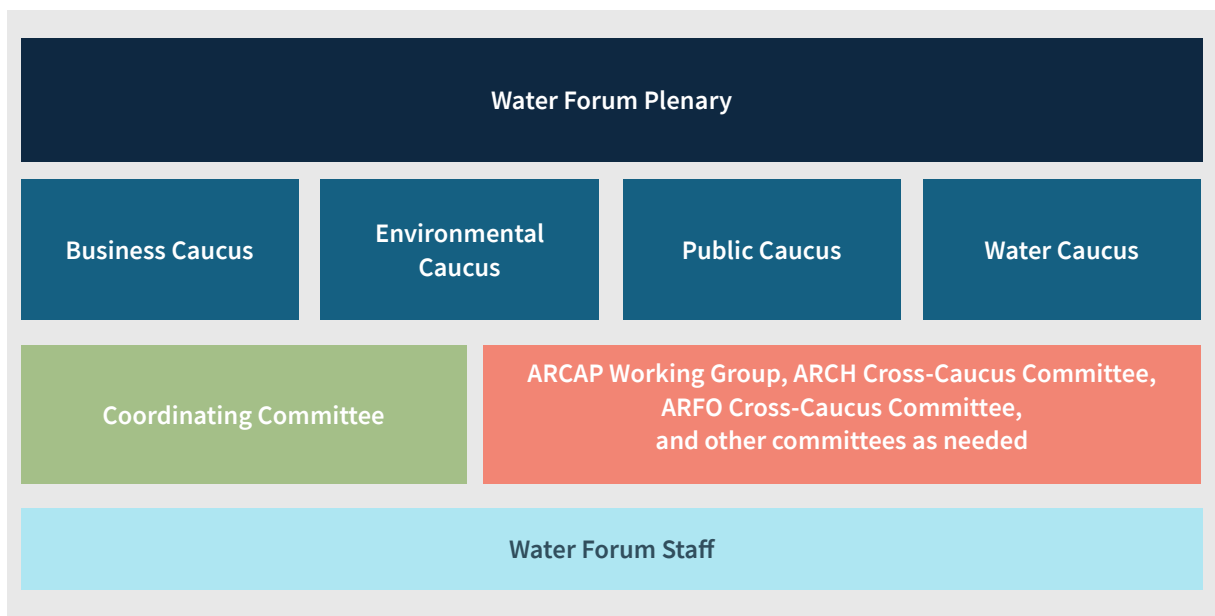 Water Forum Plenary
Business Caucus
Environmental
Caucus
Public Caucus
Water Caucus
Coordinating Committee
ARCAP Working Group, ARCH Cross-Caucus Committee,
ARFO Cross-Caucus Committee,
and other committees as needed
Water Forum Staff